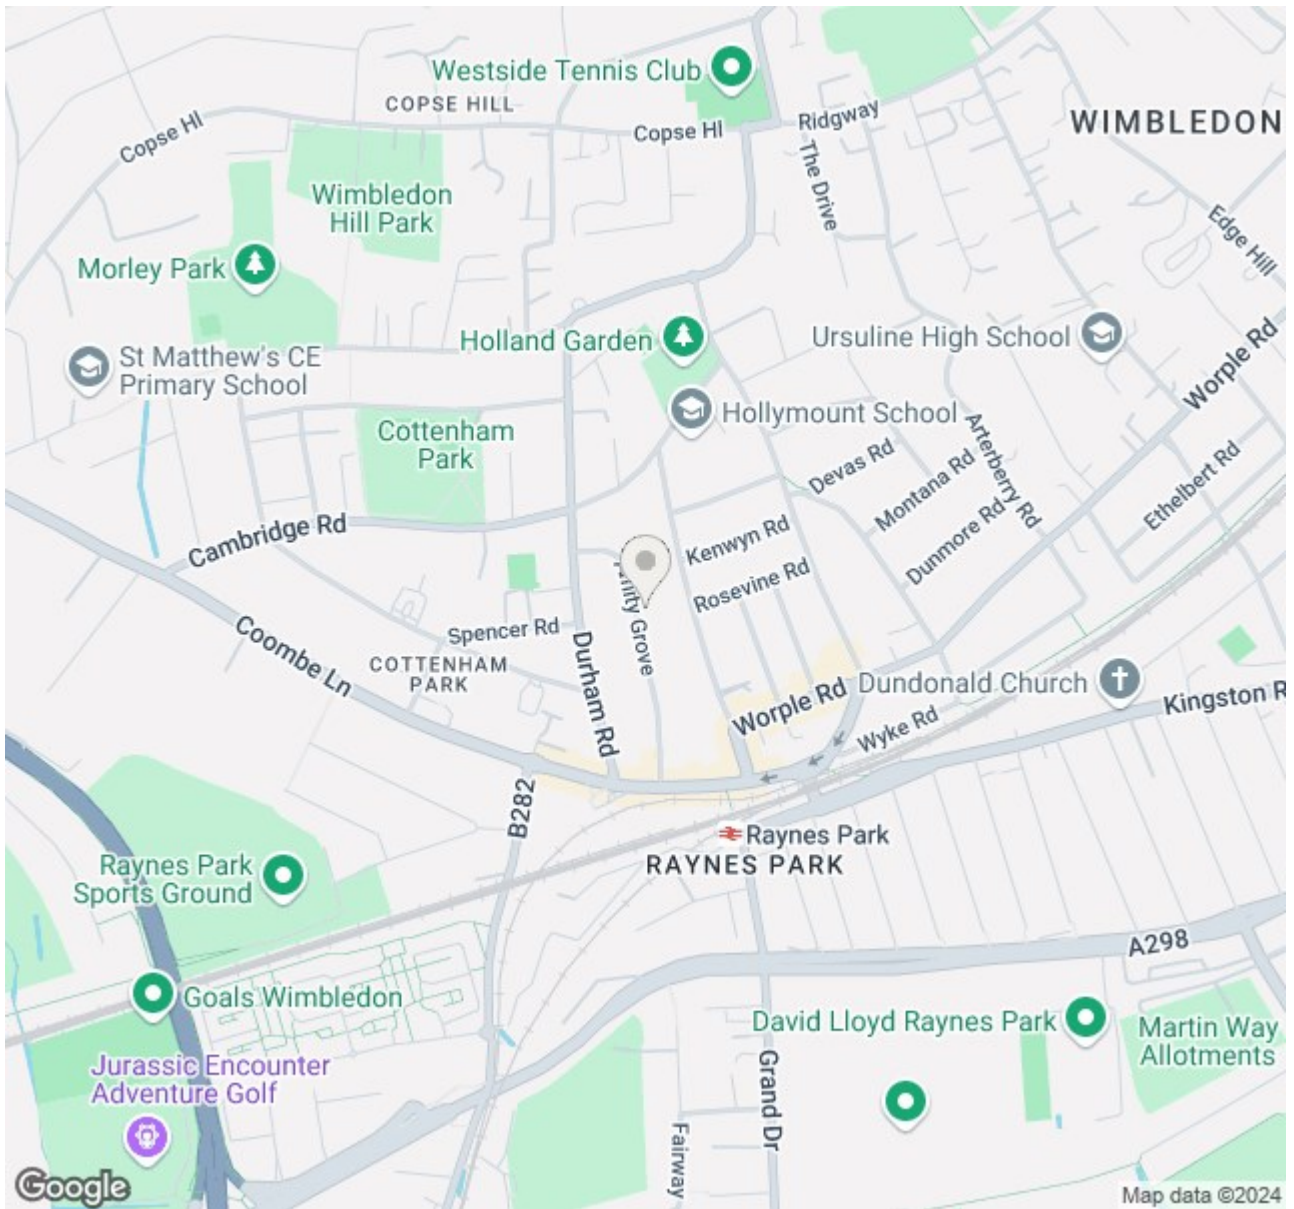 Westside Tennis Club
COPSE HILL
Copse Hl
Copse Hl
Ridgway
WIMBLEDON
The Drive
Wimbledon
Hill Park
Edge Hill
Morley Park
Holland Garden
Ursuline High School
Worple Rd
St Matthew's CE
Primary School
Hollymount School
Cottenham
Park
Arterberry Rd
Devas Rd
Montana Rd
Ethelbert Rd
Cambridge Rd
Kenwyn Rd
Dunmore Rd
Rosevine Rd
Grove
Spencer Rd
Coombe Ln
COTTENHAM
PARK
Durham Rd
Worple Rd
Dundonald Church
Kingston R
Wyke Rd
B282
Raynes Park
RAYNES PARK
Raynes Park
Sports Ground
A298
Goals Wimbledon
David Lloyd Raynes Park
Martin Way
Allotments
Jurassic Encounter
Adventure Golf
Grand Dr
Fairway
Google
Map data ©2024